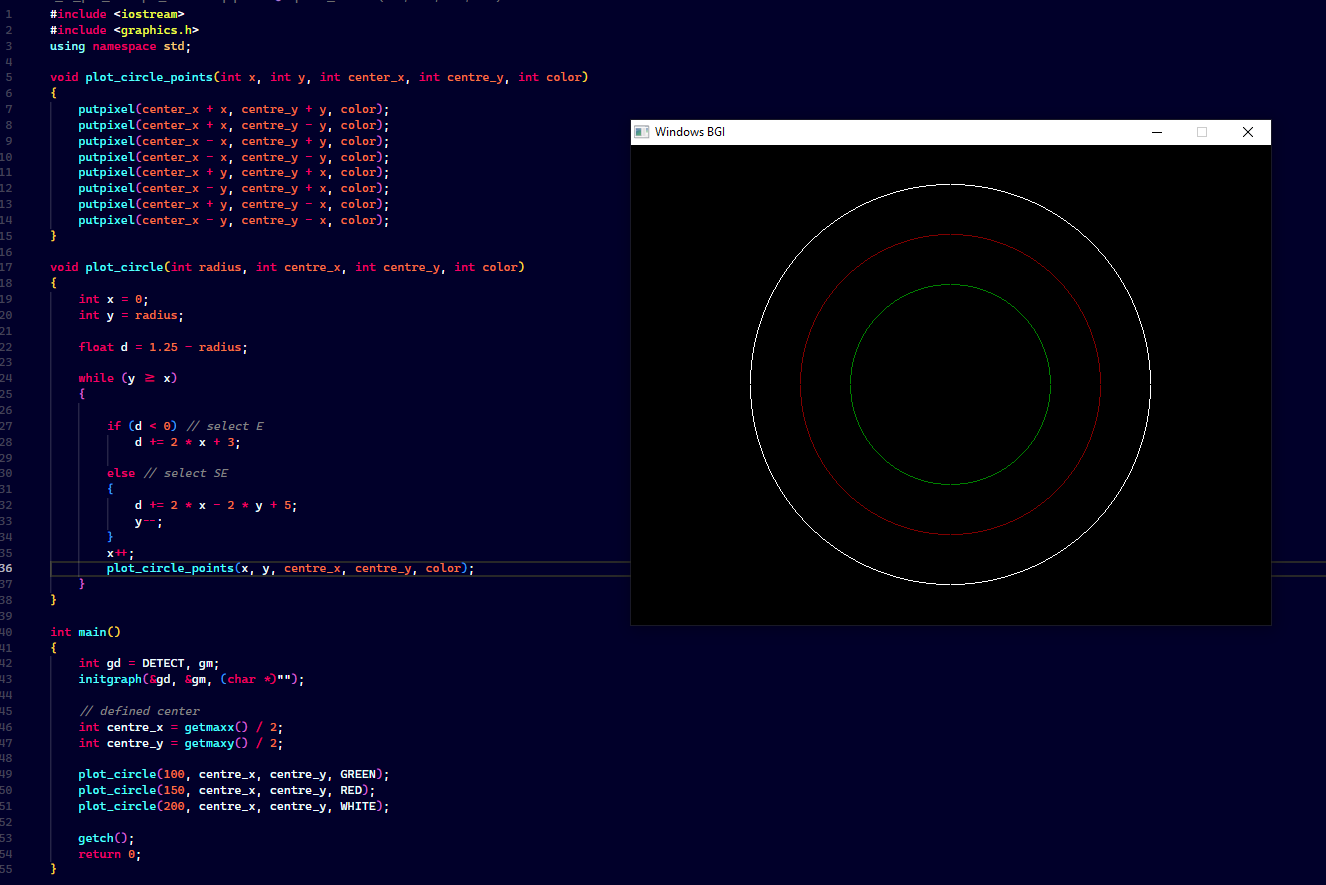 1 #include <iostream>
2 #include <graphics.h>
3 using namespace std;
4
5 void plot_circle_points(int x, int y, int center_x, int centre_y, int color)
6 {
7     putpixel(center_x + x, centre_y + y, color);
8     putpixel(center_x + x, centre_y - y, color);
9     putpixel(center_x - x, centre_y + y, color);
10     putpixel(center_x - x, centre_y - y, color);
11     putpixel(center_x + y, centre_y + x, color);
12     putpixel(center_x - y, centre_y + x, color);
13     putpixel(center_x + y, centre_y - x, color);
14     putpixel(center_x - y, centre_y - x, color);
15 }
16
17 void plot_circle(int radius, int centre_x, int centre_y, int color)
18 {
19     int x = 0;
20     int y = radius;
21
22     float d = 1.25 - radius;
23
24     while (y ≥ x)
25     {
26
27         if (d < 0) // select E
28             d += 2 * x + 3;
29
30         else // select SE
31         {
32             d += 2 * x - 2 * y + 5;
33             y--;
34         }
35         x++;
36         plot_circle_points(x, y, centre_x, centre_y, color);
37     }
38 }
39
40 int main()
41 {
42     int gd = DETECT, gm;
43     initgraph(&gd, &gm, (char *)"");
44
45     // defined center
46     int centre_x = getmaxx() / 2;
47     int centre_y = getmaxy() / 2;
48
49     plot_circle(100, centre_x, centre_y, GREEN);
50     plot_circle(150, centre_x, centre_y, RED);
51     plot_circle(200, centre_x, centre_y, WHITE);
52
53     getch();
54     return 0;
55 }
Windows BGI